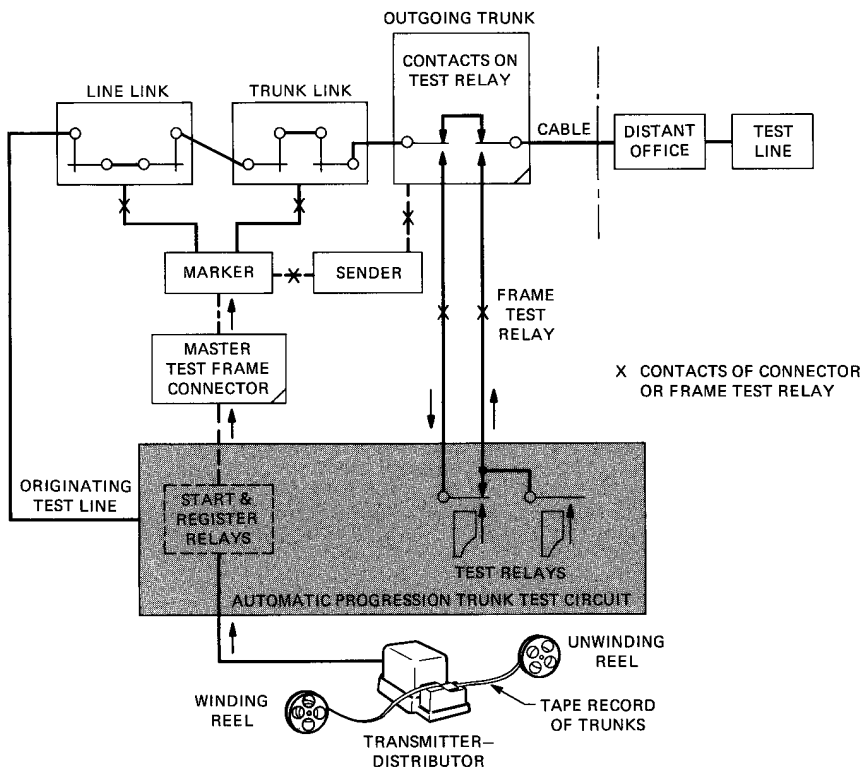 OUTGOING TRUNK
CONTACTS ON
TEST RELAY
LINE LINK
TRUNK LINK
CABLE
DISTANT
OFFICE
TEST
LINE
MARKER
SENDER
FRAME
TEST
RELAY
MASTER
TEST FRAME
CONNECTOR
X CONTACTS OF CONNECTOR
OR FRAME TEST RELAY
ORIGINATING
TEST LINE
START &
REGISTER
RELAYS
TEST RELAYS
AUTOMATIC PROGRESSION TRUNK TEST CIRCUIT
UNWINDING
REEL
WINDING
REEL
TAPE RECORD
OF TRUNKS
TRANSMITTER–
DISTRIBUTOR